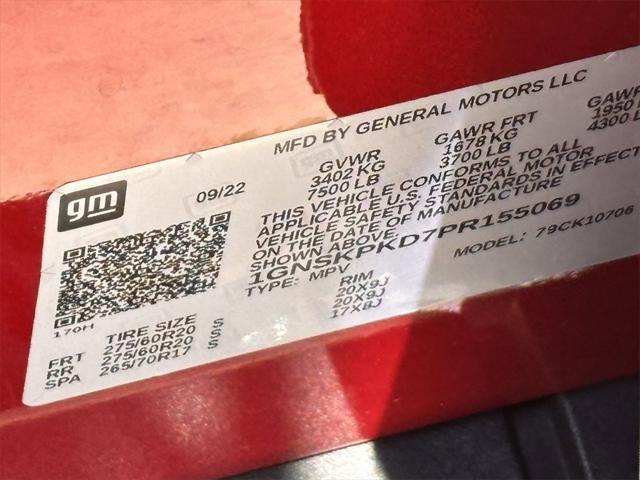 MFD BY GENERAL MOTORS LLC
gm
09/22
GVWR GAWR FRT GAWR
3402 KG 1678 KG 1950
7500 LB 3700 LB 4300 L
THIS VEHICLE CONFORMS TO ALL
APPLICABLE U.S. FEDERAL MOTOR
VEHICLE SAFETY STANDARDS IN EFFECT
ON THE DATE OF MANUFACTURE
SHOWN ABOVE.
1GNSKPKD7PR155069
TYPE: MPV MODEL: 79CK10706
170H
TIRE SIZE RIM
FRT 275/60R20 S 20X9J
RR 275/60R20 S 20X9J
SPA 265/70R17 S 17X8J